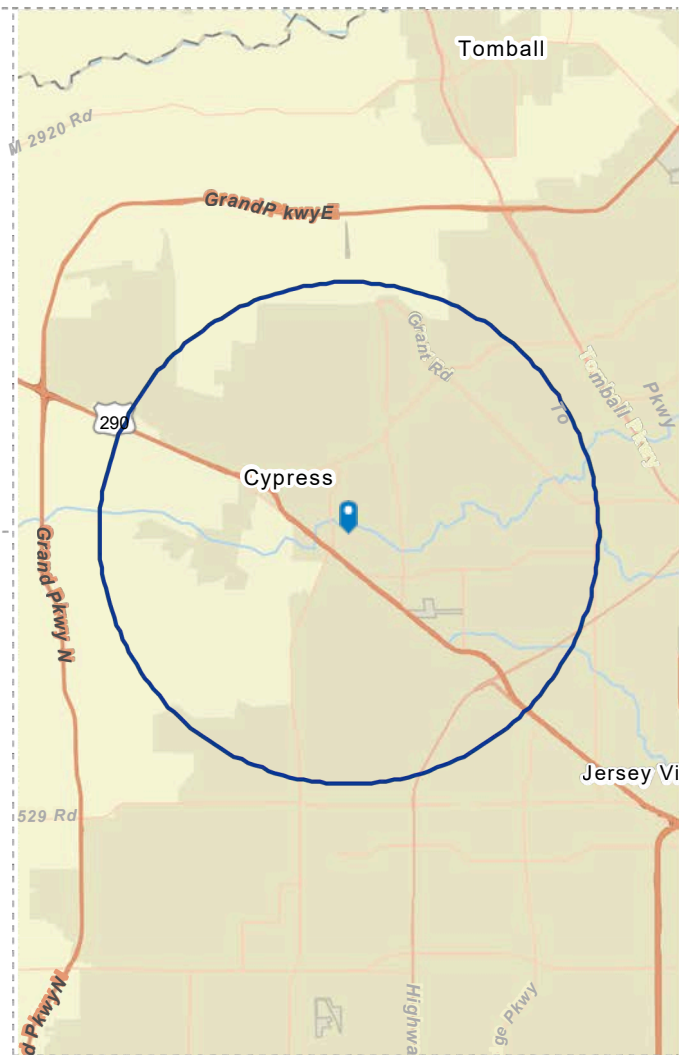 Tomball
M 2920 Rd
GrandP kwyE
Grant Rd
Tomball Pkwy
Pkwy
To
290
Cypress
Grand Pkwy N
Jersey Vi
529 Rd
d PkwyN
Highwa
ge Pkwy